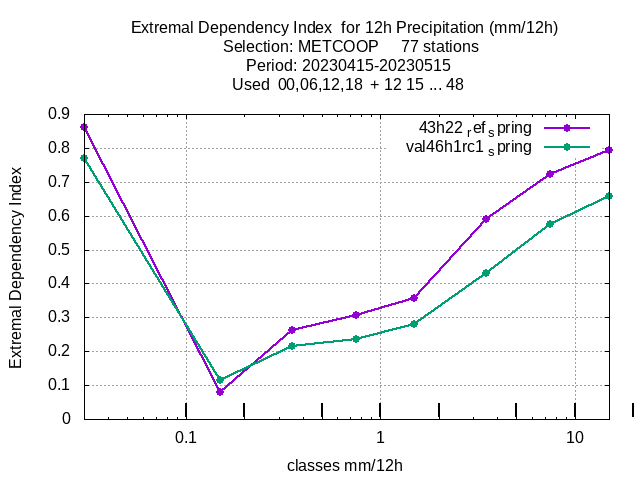 Extremal Dependency Index  for 12h Precipitation (mm/12h)
Selection: METCOOP     77 stations
Period: 20230415-20230515
Used  00,06,12,18  + 12 15 ... 48
43h22 ref spring
val46h1rc1 spring
Extremal Dependency Index
0.9
0.8
0.7
0.6
0.5
0.4
0.3
0.2
0.1
0
0.1
1
10
classes mm/12h